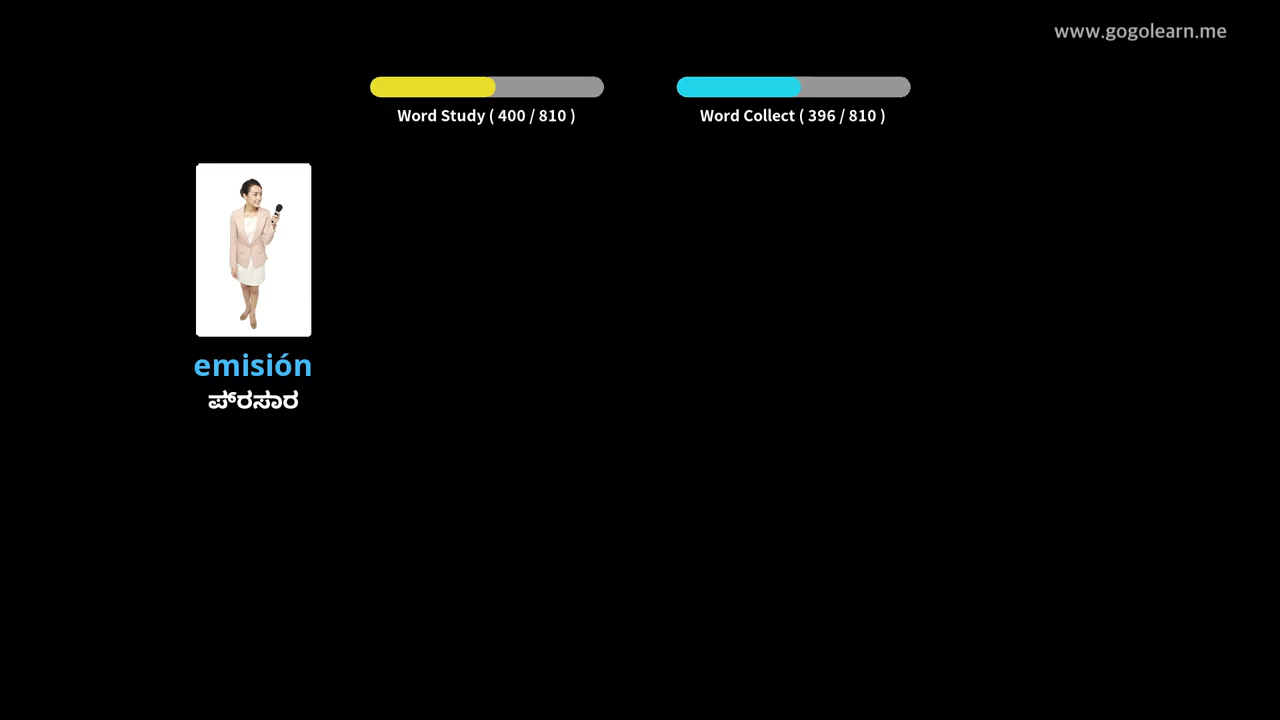 www.gogolearn.me
Word Study ( 400 / 810 )
Word Collect ( 396 / 810 )
emisión
ಪ್ರಸಾರ